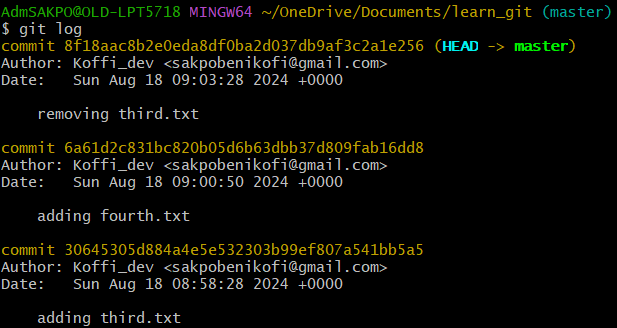 AdmSAKPO@OLD-LPT5718 MINGW64 ~/OneDrive/Documents/learn_git (master)
$ git log
commit 8f18aac8b2e0eda8df0ba2d037db9af3c2a1e256 (HEAD -> master)
Author: Koffi_dev <sakpobenikofi@gmail.com>
Date:   Sun Aug 18 09:03:28 2024 +0000

    removing third.txt

commit 6a61d2c831bc820b05d6b63dbb37d809fab16dd8
Author: Koffi_dev <sakpobenikofi@gmail.com>
Date:   Sun Aug 18 09:00:50 2024 +0000

    adding fourth.txt

commit 30645305d884a4e5e532303b99ef807a541bb5a5
Author: Koffi_dev <sakpobenikofi@gmail.com>
Date:   Sun Aug 18 08:58:28 2024 +0000

    adding third.txt